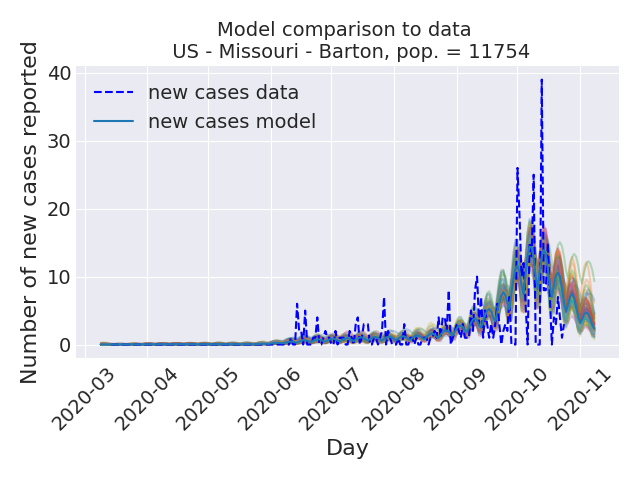 Model comparison to data
US - Missouri - Barton, pop. = 11754
Number of new cases reported
40
30
20
10
0
new cases data
new cases model
2020-03
2020-04
2020-05
2020-06
2020-07
2020-08
2020-09
2020-10
2020-11
Day